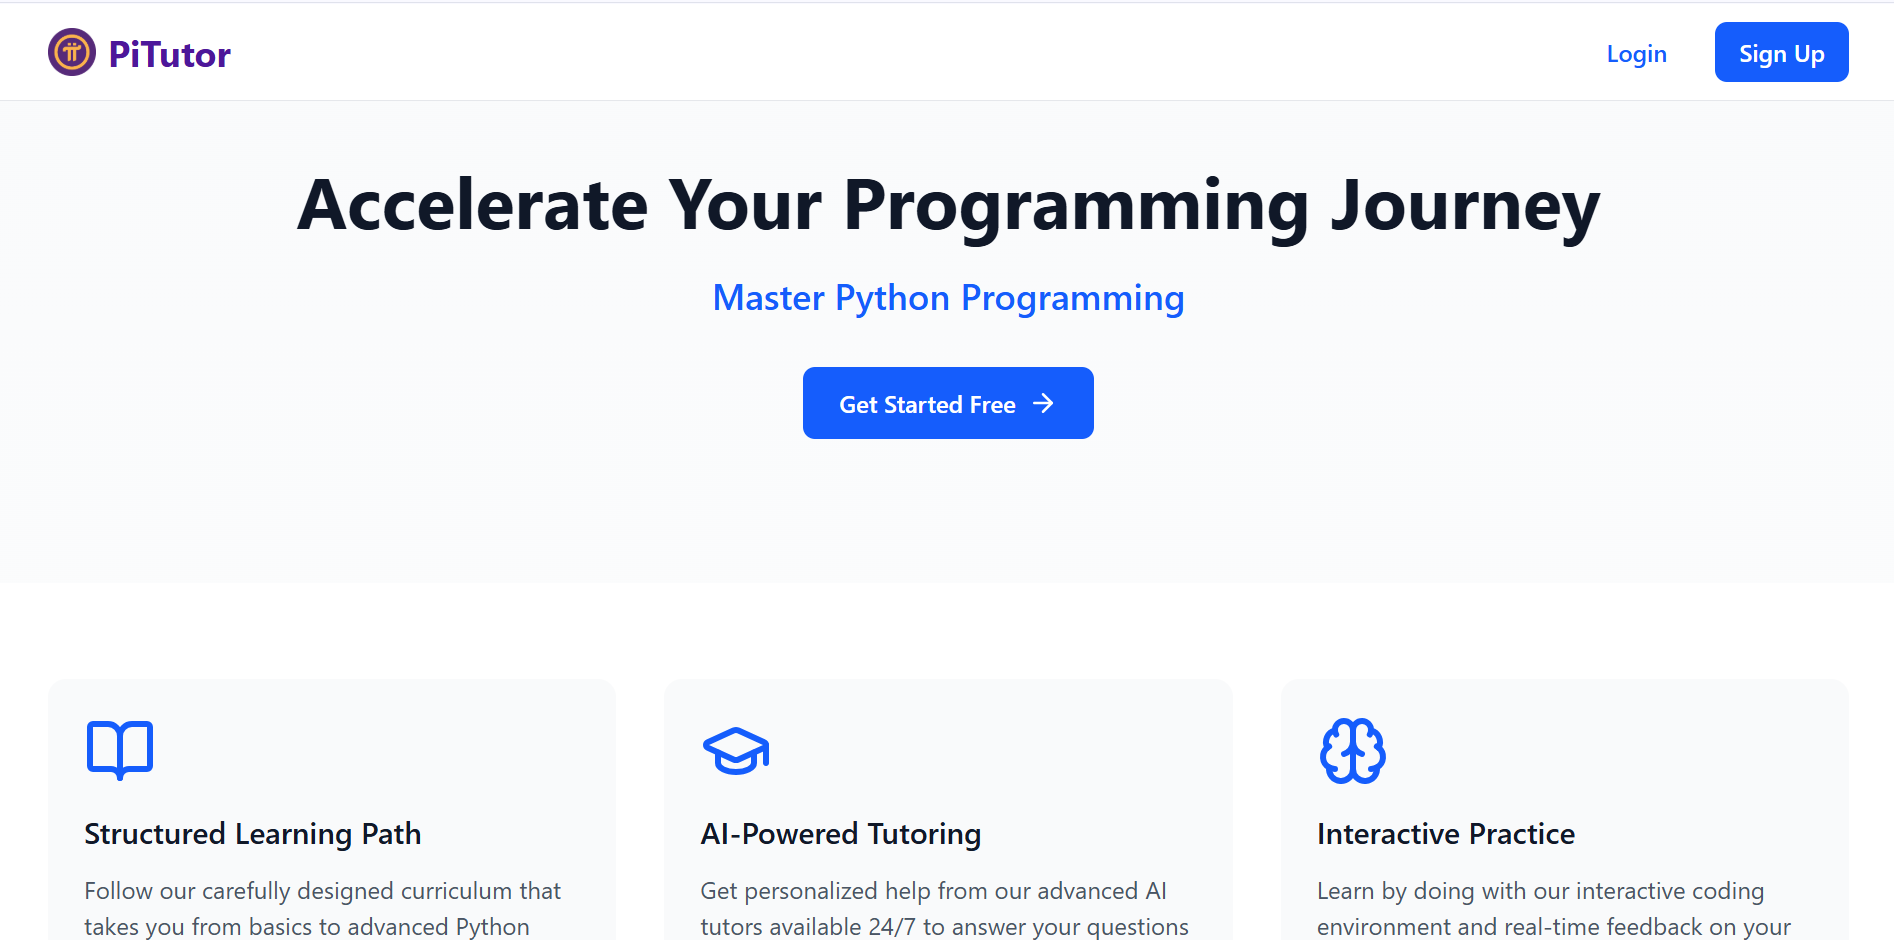 PiTutor
Login
Sign Up
Accelerate Your Programming Journey
Master Python Programming
Get Started Free
Structured Learning Path
Follow our carefully designed curriculum that
takes you from basics to advanced Python
AI-Powered Tutoring
Get personalized help from our advanced AI
tutors available 24/7 to answer your questions
Interactive Practice
Learn by doing with our interactive coding
environment and real-time feedback on your